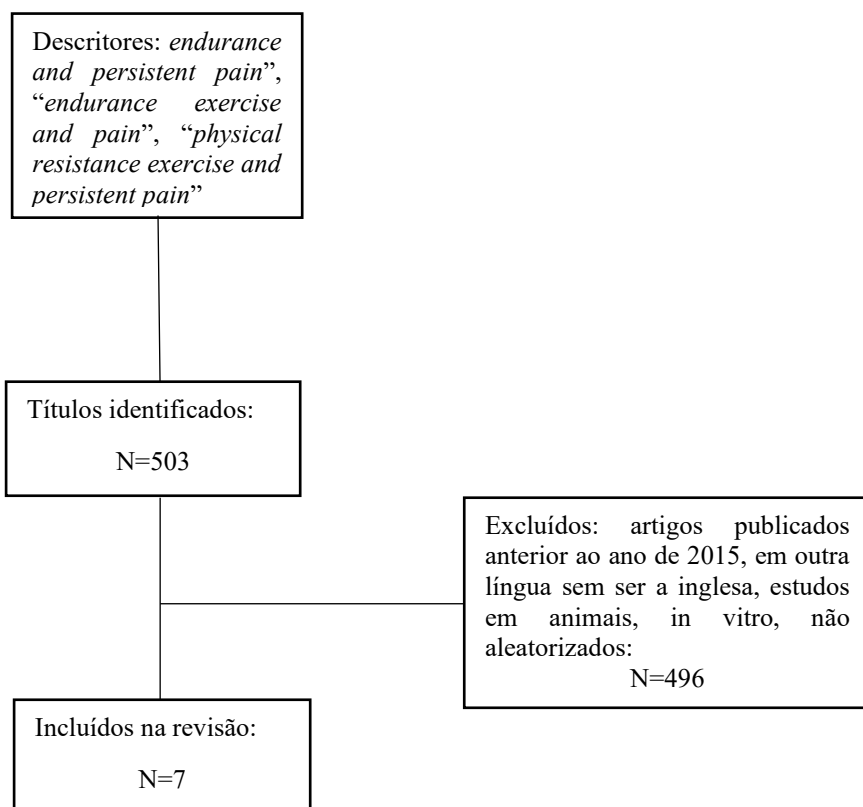 Descritores: endurance
and persistent pain”,
“endurance exercise
and pain”, “physical
resistance exercise and
persistent pain”
Títulos identificados:
N=503
Excluídos: artigos publicados
anterior ao ano de 2015, em outra
língua sem ser a inglesa, estudos
em animais, in vitro, não
aleatorizados:
N=496
Incluídos na revisão:
N=7